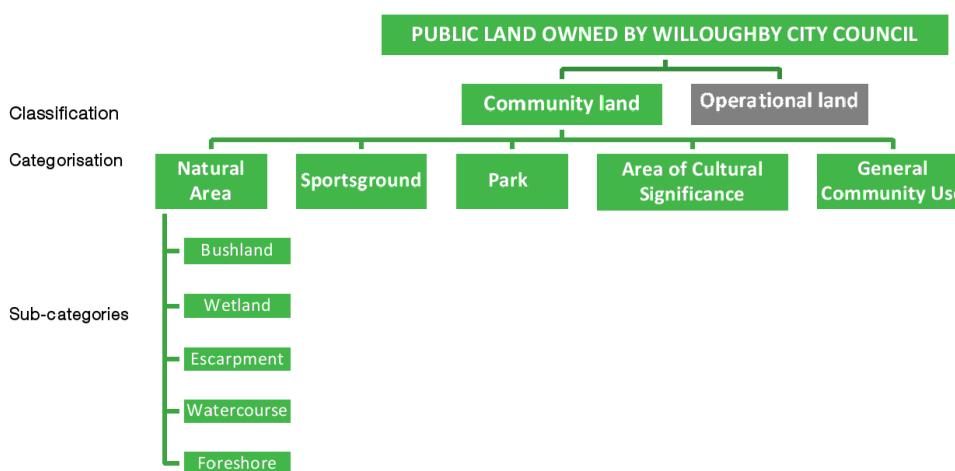 PUBLIC LAND OWNED BY WILLOUGHBY CITY COUNCIL
Classification
Community land
Operational land
Categorisation
Natural
Area
Sportsground
Park
Area of Cultural
Significance
General
Community Use
Sub-categories
Bushland
Wetland
Escarpment
Watercourse
Foreshore